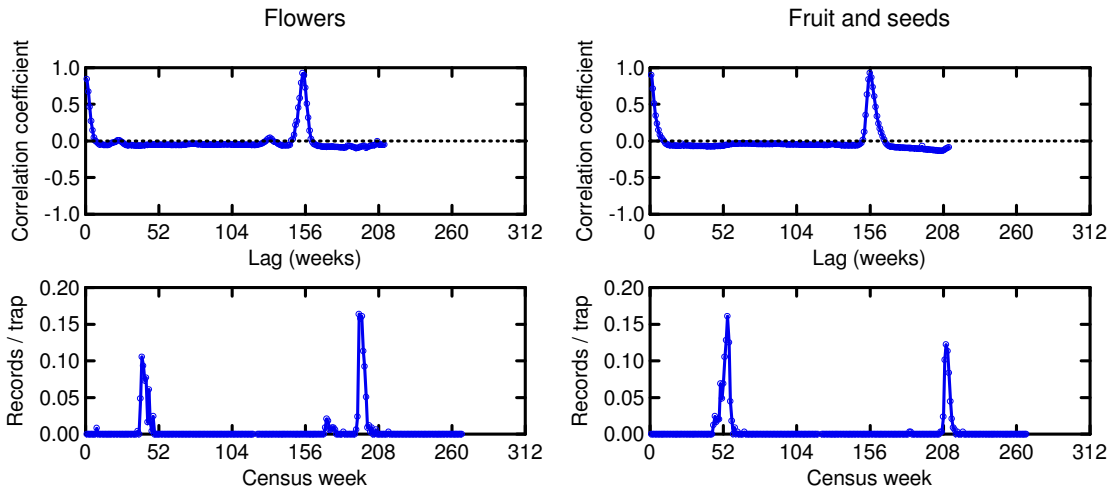 Flowers
Fruit and seeds
Correlation coefficient
1.0
0.5
0.0
-0.5
-1.0
0 52 104 156 208 260 312
Lag (weeks)
Correlation coefficient
1.0
0.5
0.0
-0.5
-1.0
0 52 104 156 208 260 312
Lag (weeks)
Records / trap
0.20
0.15
0.10
0.05
0.00
0 52 104 156 208 260 312
Census week
Records / trap
0.20
0.15
0.10
0.05
0.00
0 52 104 156 208 260 312
Census week